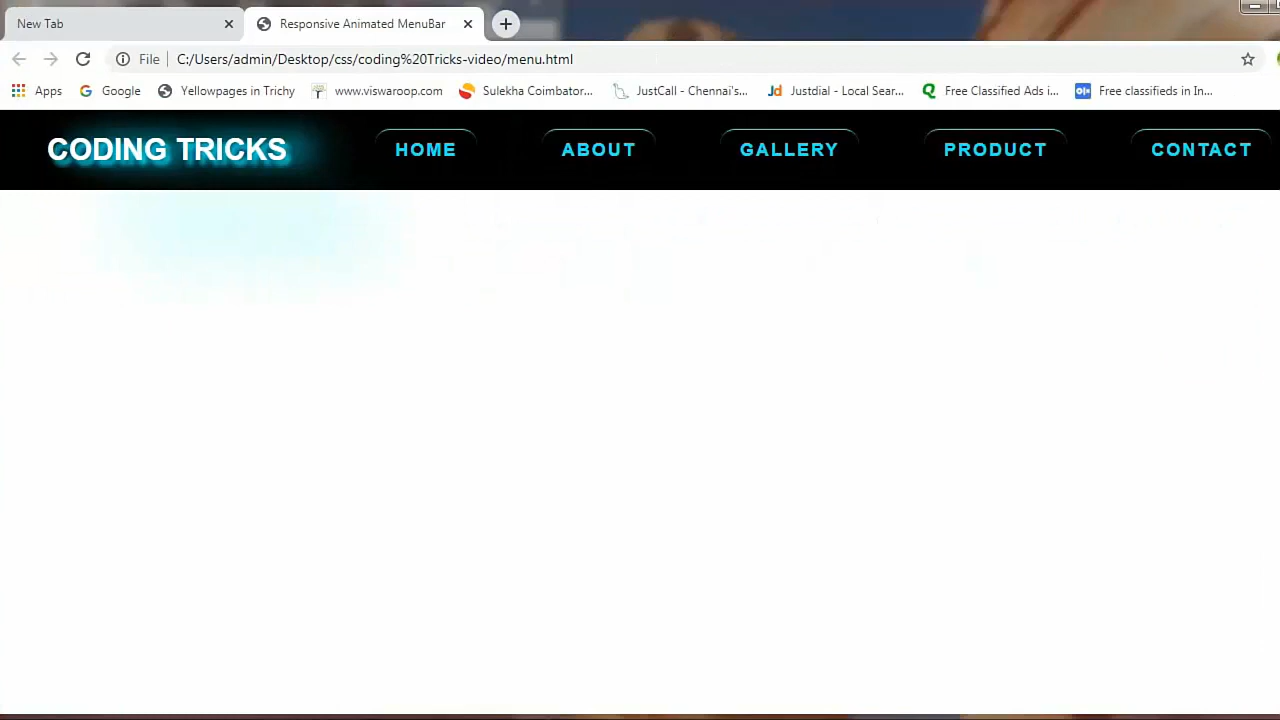 New Tab
Responsive Animated MenuBar
File
C:/Users/admin/Desktop/css/coding%20Tricks-video/menu.html
Apps
Google
Yellowpages in Trichy
www.visweroop.com
Sulekha Coimbator...
JustCall - Chennai's...
Justdial - Local Sear...
Free Classified Ads i...
Free classifieds in In...
CODING TRICKS
HOME
ABOUT
GALLERY
PRODUCT
CONTACT